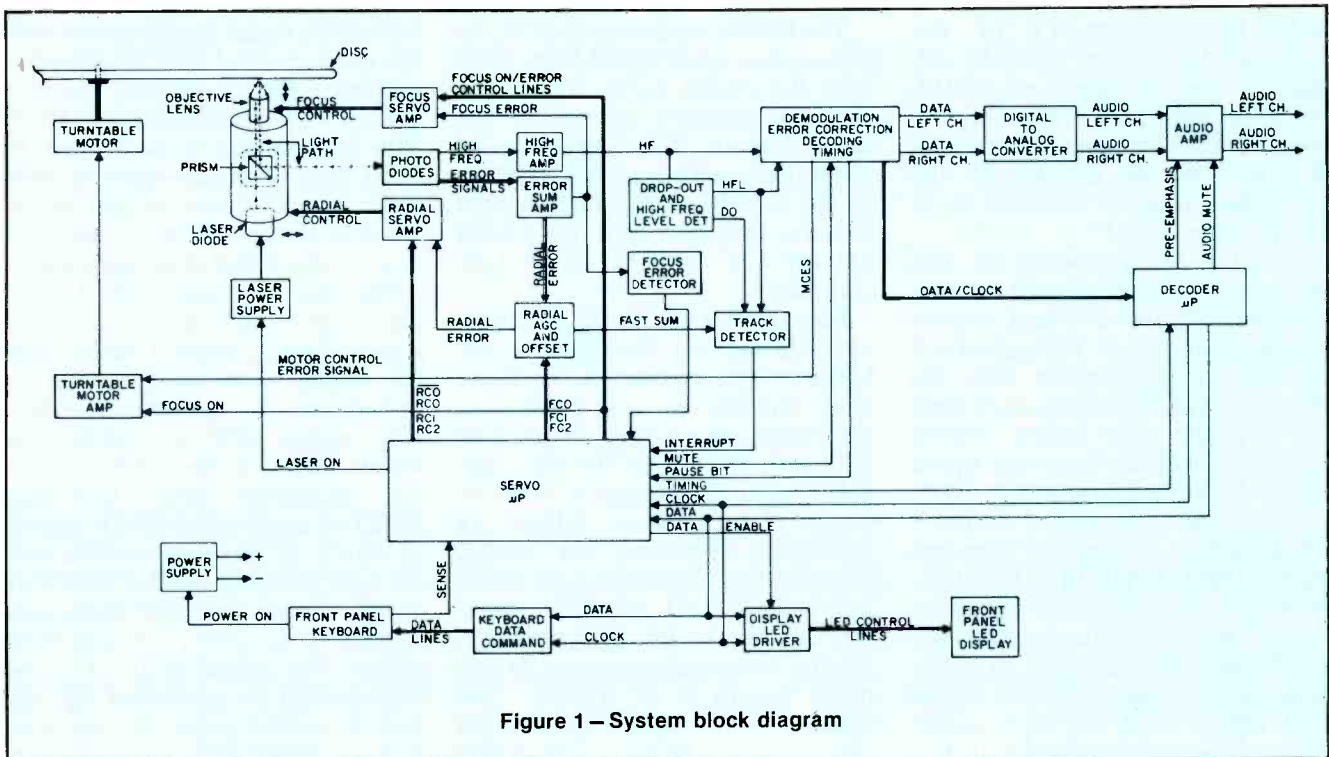 DISC
OBJECTIVE
LENS
FOCUS
CONTROL
FOCUS
SERVO
AMP
FOCUS ON/ERROR
CONTROL LINES
FOCUS ERROR
TURNTABLE
MOTOR
LIGHT
PATH
PRISM
PHOTO
DIODES
HIGH
FREQ.
HIGH
FREQ AMP
HF
ERROR
SIGNALS
ERROR
SUM
AMP
RADIAL
CONTROL
RADIAL
SERVO
AMP
LASER
DIODE
DEMODULATION
ERROR CORRECTION
DECODING
TIMING
DATA
LEFT CH.
DATA
RIGHT CH.
DIGITAL
TO
ANALOG
CONVERTER
AUDIO
LEFT CH.
AUDIO
RIGHT CH.
AUDIO
AMP
AUDIO
LEFT CH.
AUDIO
RIGHT CH.
DROP-OUT
AND
HIGH FREQ
LEVEL DET
HFL
DO
PRE-EMPHASIS
AUDIO MUTE
MCES
LASER
POWER
SUPPLY
RADIAL
ERROR
FOCUS
ERROR
DETECTOR
DATA/CLOCK
DECODER
µP
RADIAL
ERROR
RADIAL
AGC
AND
OFFSET
FAST SUM
TRACK
DETECTOR
MOTOR CONTROL
ERROR SIGNAL
TURNTABLE
MOTOR
AMP
FOCUS ON
RCO
RCO
RC1
RC2
FCO
FC1
FC2
LASER ON
SERVO
µP
INTERRUPT
MUTE
PAUSE BIT
TIMING
CLOCK
DATA
DATA ENABLE
POWER
SUPPLY
+
−
SENSE
POWER ON
FRONT PANEL
KEYBOARD
DATA
LINES
KEYBOARD
DATA
COMMAND
DATA
CLOCK
DISPLAY
LED
DRIVER
LED CONTROL
LINES
FRONT
PANEL
LED
DISPLAY
Figure 1 — System block diagram